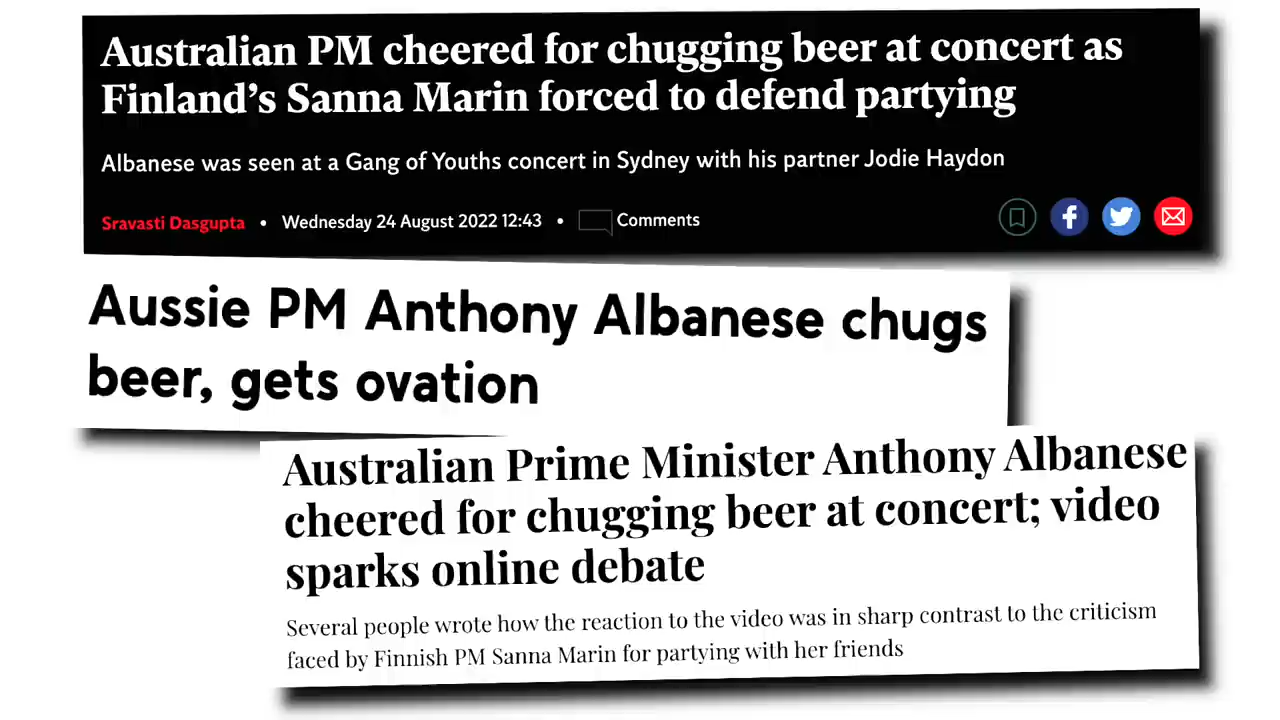 Australian PM cheered for chugging beer at concert as
Finland’s Sanna Marin forced to defend partying
Albanese was seen at a Gang of Youths concert in Sydney with his partner Jodie Haydon
Sravasti Dasgupta • Wednesday 24 August 2022 12:43 • Comments
Aussie PM Anthony Albanese chugs
beer, gets ovation
Australian Prime Minister Anthony Albanese
cheered for chugging beer at concert; video
sparks online debate
Several people wrote how the reaction to the video was in sharp contrast to the criticism
faced by Finnish PM Sanna Marin for partying with her friends